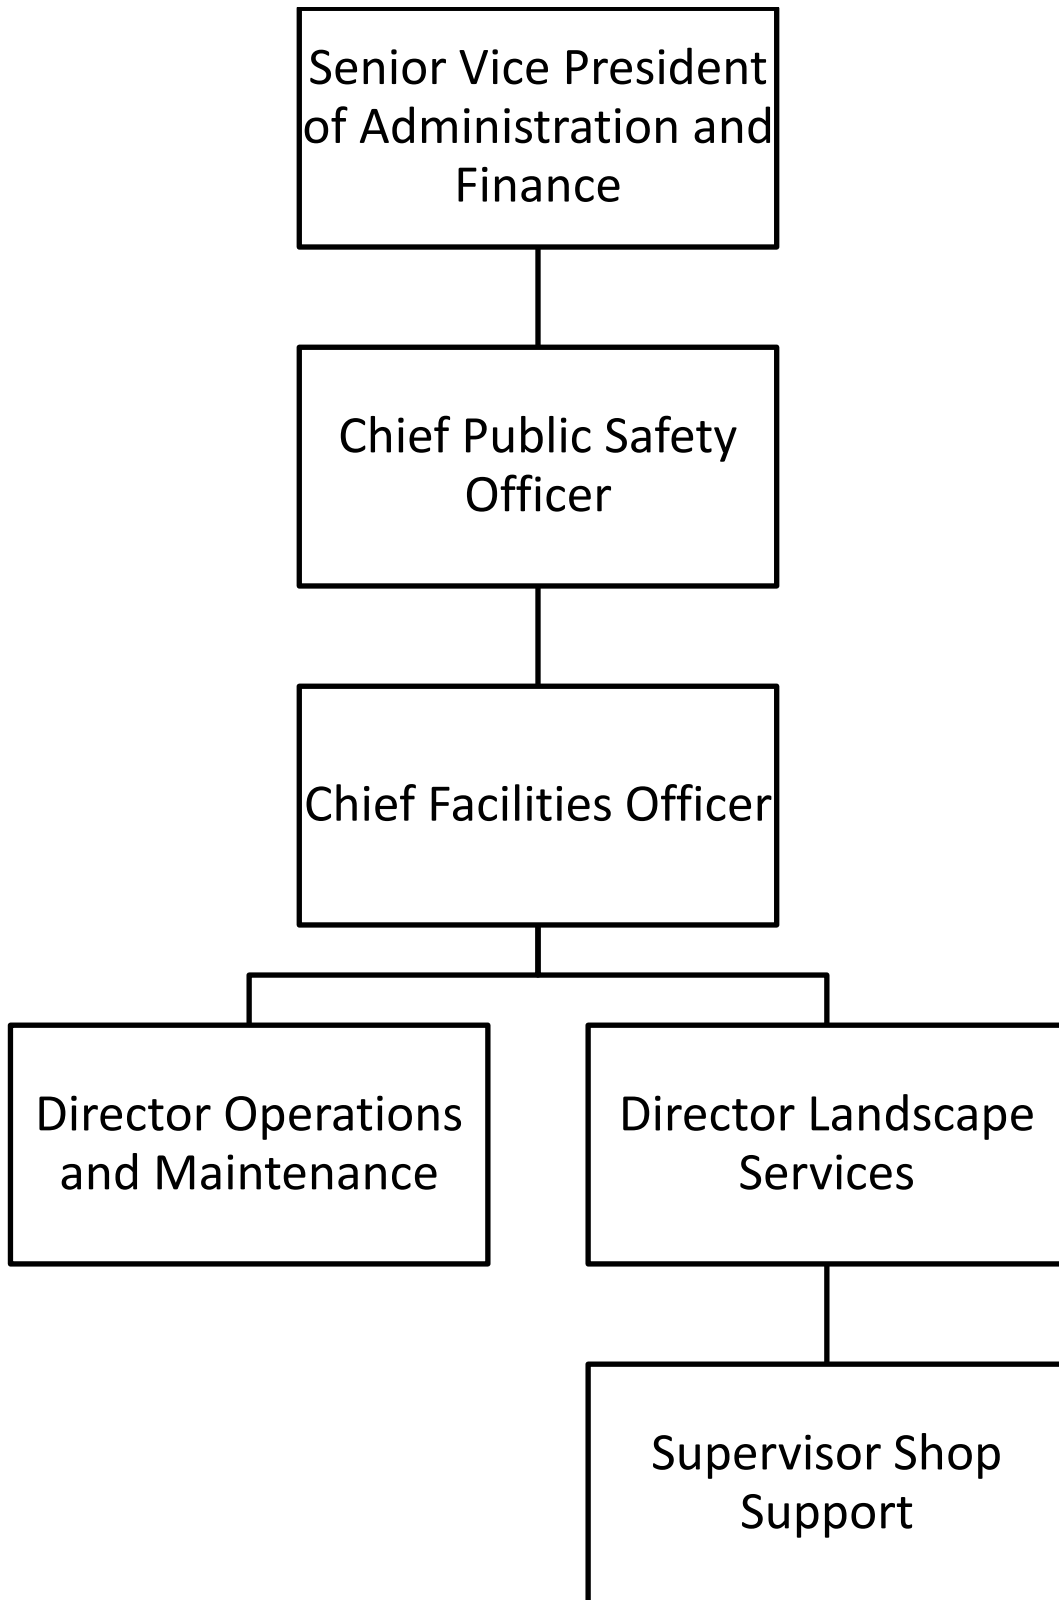 Senior Vice President
of Administration and
Finance
Chief Public Safety
Officer
Chief Facilities Officer
Director Operations
and Maintenance
Director Landscape
Services
Supervisor Shop
Support